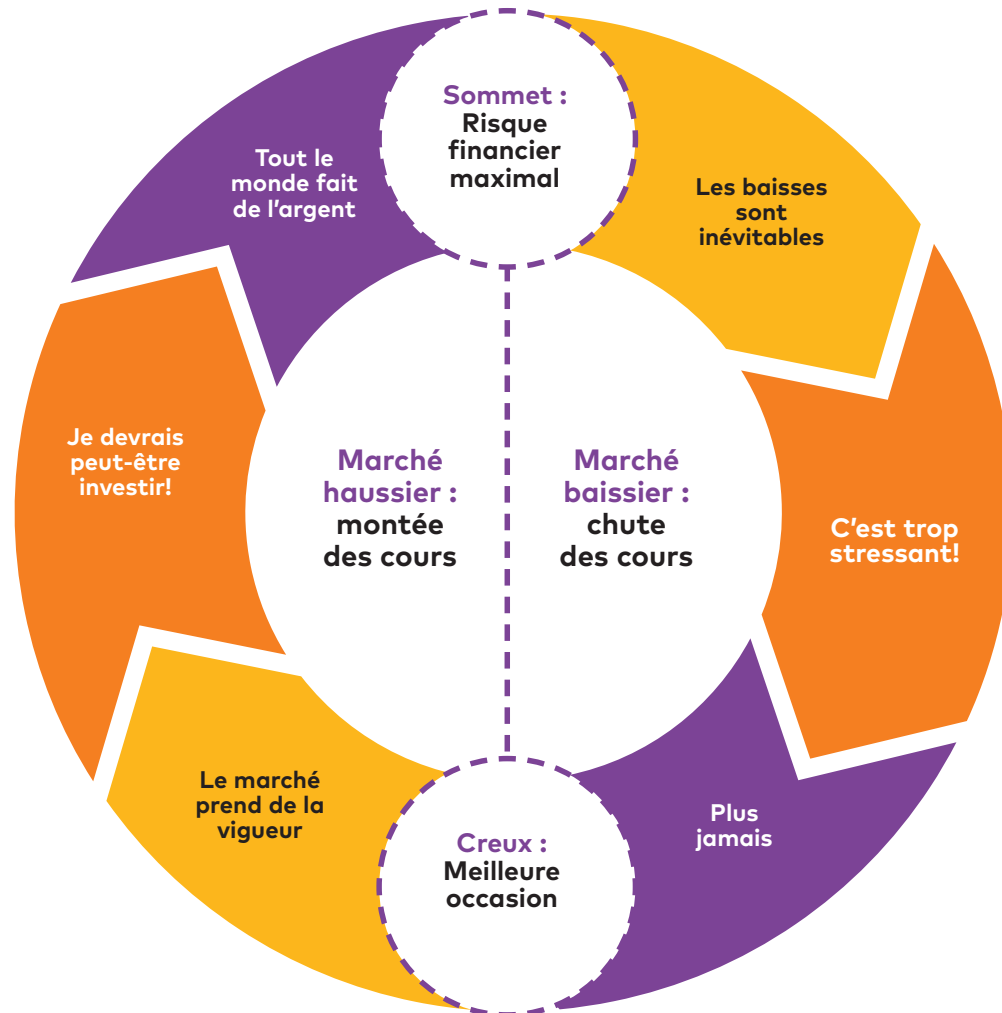 Sommet :
Risque
financier
maximal
Les baisses
sont
inévitables
C'est trop
stressant!
Plus
jamais
Creux :
Meilleure
occasion
Le marché
prend de la
vigueur
Je devrais
peut-être
investir!
Tout le
monde fait
de l'argent
Marché
haussier :
montée
des cours
Marché
baissier :
chute
des cours